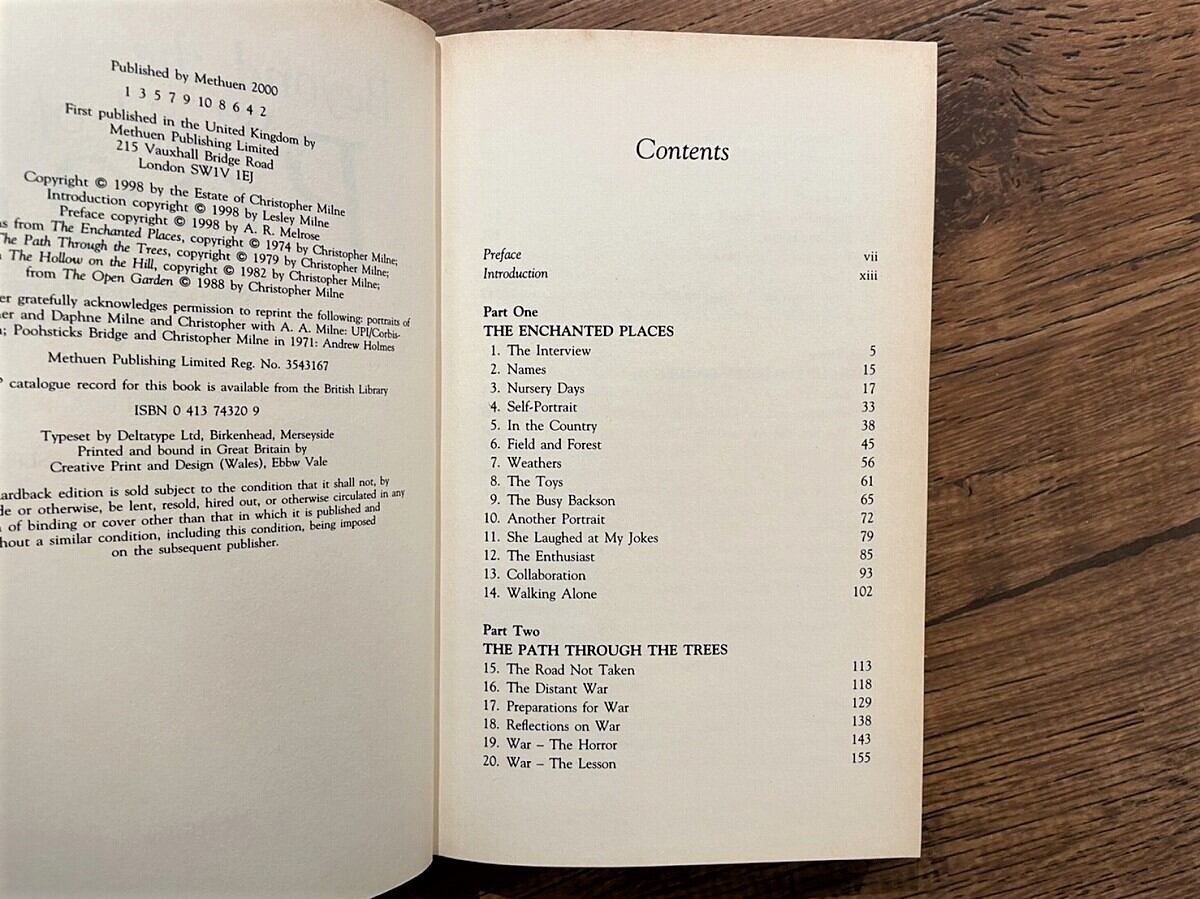 Published by Methuen 2000
1 3 5 7 9 10 8 6 4 2
First published in the United Kingdom by
Methuen Publishing Limited
215 Vauxhall Bridge Road
London SW1V 1EJ
Copyright © 1998 by the Estate of Christopher Milne
Introduction copyright © 1998 by Lesley Milne
Preface copyright © 1998 by A. R. Melrose
from The Enchanted Places, copyright © 1974 by Christopher Milne;
The Path Through the Trees, copyright © 1979 by Christopher Milne;
The Hollow on the Hill, copyright © 1982 by Christopher Milne;
from The Open Garden © 1988 by Christopher Milne
gratefully acknowledges permission to reprint the following: portraits of
and Daphne Milne and Christopher with A. A. Milne: UPI/Corbis-
Poohsticks Bridge and Christopher Milne in 1971: Andrew Holmes
Methuen Publishing Limited Reg. No. 3543167
catalogue record for this book is available from the British Library
ISBN 0 413 74320 9
Typeset by Deltatype Ltd, Birkenhead, Merseyside
Printed and bound in Great Britain by
Creative Print and Design (Wales), Ebbw Vale
edition is sold subject to the condition that it shall not, by
or otherwise, be lent, resold, hired out, or otherwise circulated in any
of binding or cover other than that in which it is published and
a similar condition, including this condition, being imposed
on the subsequent publisher.
Contents
Preface vii
Introduction xiii
Part One
THE ENCHANTED PLACES
1. The Interview 5
2. Names 15
3. Nursery Days 17
4. Self-Portrait 33
5. In the Country 38
6. Field and Forest 45
7. Weathers 56
8. The Toys 61
9. The Busy Backson 65
10. Another Portrait 72
11. She Laughed at My Jokes 79
12. The Enthusiast 85
13. Collaboration 93
14. Walking Alone 102
Part Two
THE PATH THROUGH THE TREES
15. The Road Not Taken 113
16. The Distant War 118
17. Preparations for War 129
18. Reflections on War 138
19. War – The Horror 143
20. War – The Lesson 155